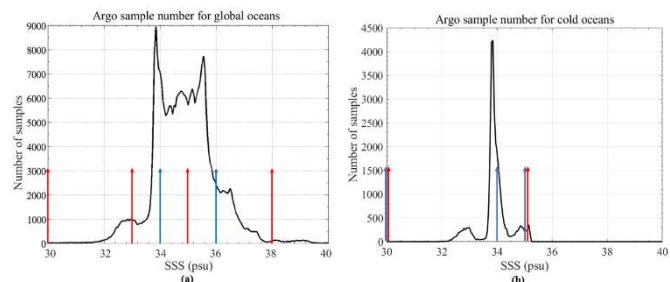 Argo sample number for global oceans
9000
8000
7000
6000
5000
4000
3000
2000
1000
0
Number of samples
30 32 34 36 38 40
SSS (psu)
(a)
Argo sample number for cold oceans
4500
4000
3500
3000
2500
2000
1500
1000
500
0
Number of samples
30 32 34 36 38 40
SSS (psu)
(b)